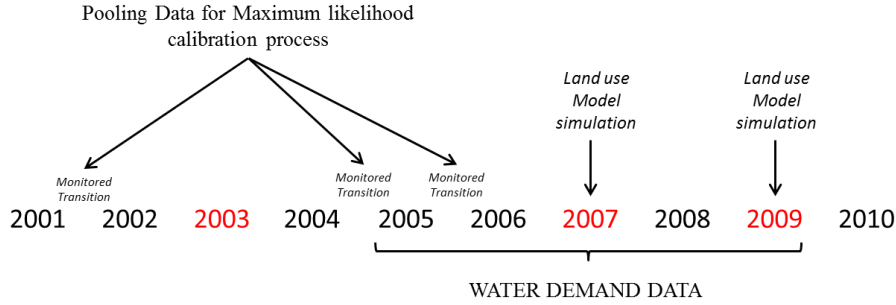 Pooling Data for Maximum likelihood
calibration process
Land use
Model
simulation
Land use
Model
simulation
Monitored
Transition
Monitored
Transition
Monitored
Transition
2001 2002 2003 2004 2005 2006 2007 2008 2009 2010
WATER DEMAND DATA